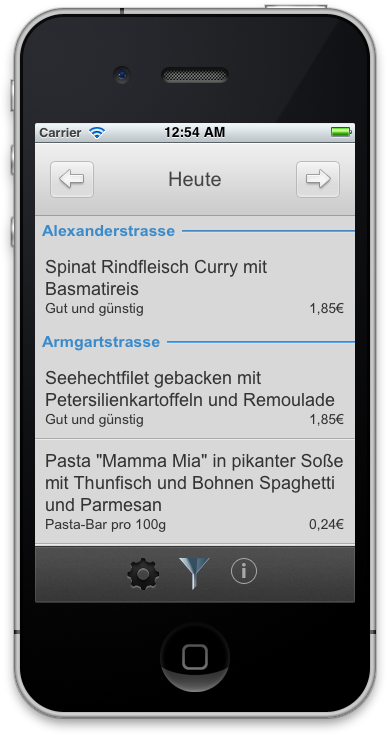 Carrier 12:54 AM
Heute
Alexanderstrasse
Spinat Rindfleisch Curry mit
Basmatireis
Gut und günstig 1,85€
Armgartstrasse
Seehechtfilet gebacken mit
Petersilienkartoffeln und Remoulade
Gut und günstig 1,85€
Pasta "Mamma Mia" in pikanter Soße
mit Thunfisch und Bohnen Spaghetti
und Parmesan
Pasta-Bar pro 100g 0,24€